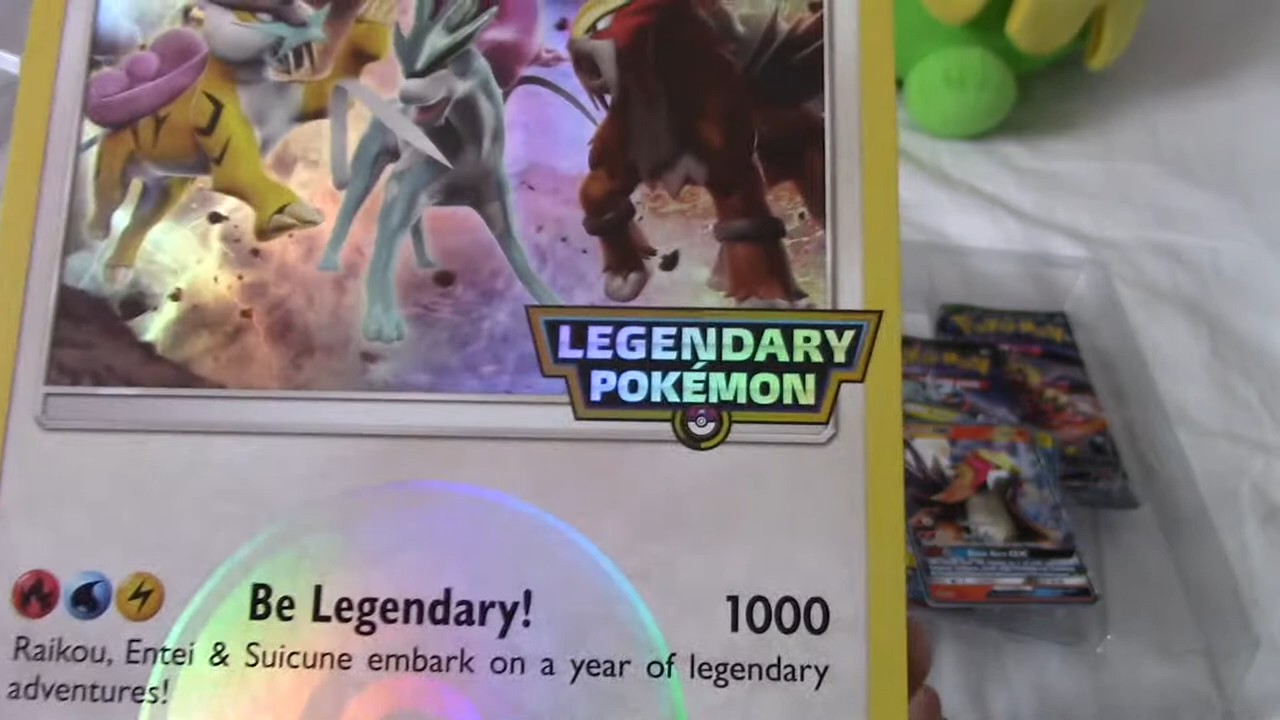 LEGENDARY
POKÉMON
Be Legendary! 1000
Raikou, Entei & Suicune embark on a year of legendary
adventures!